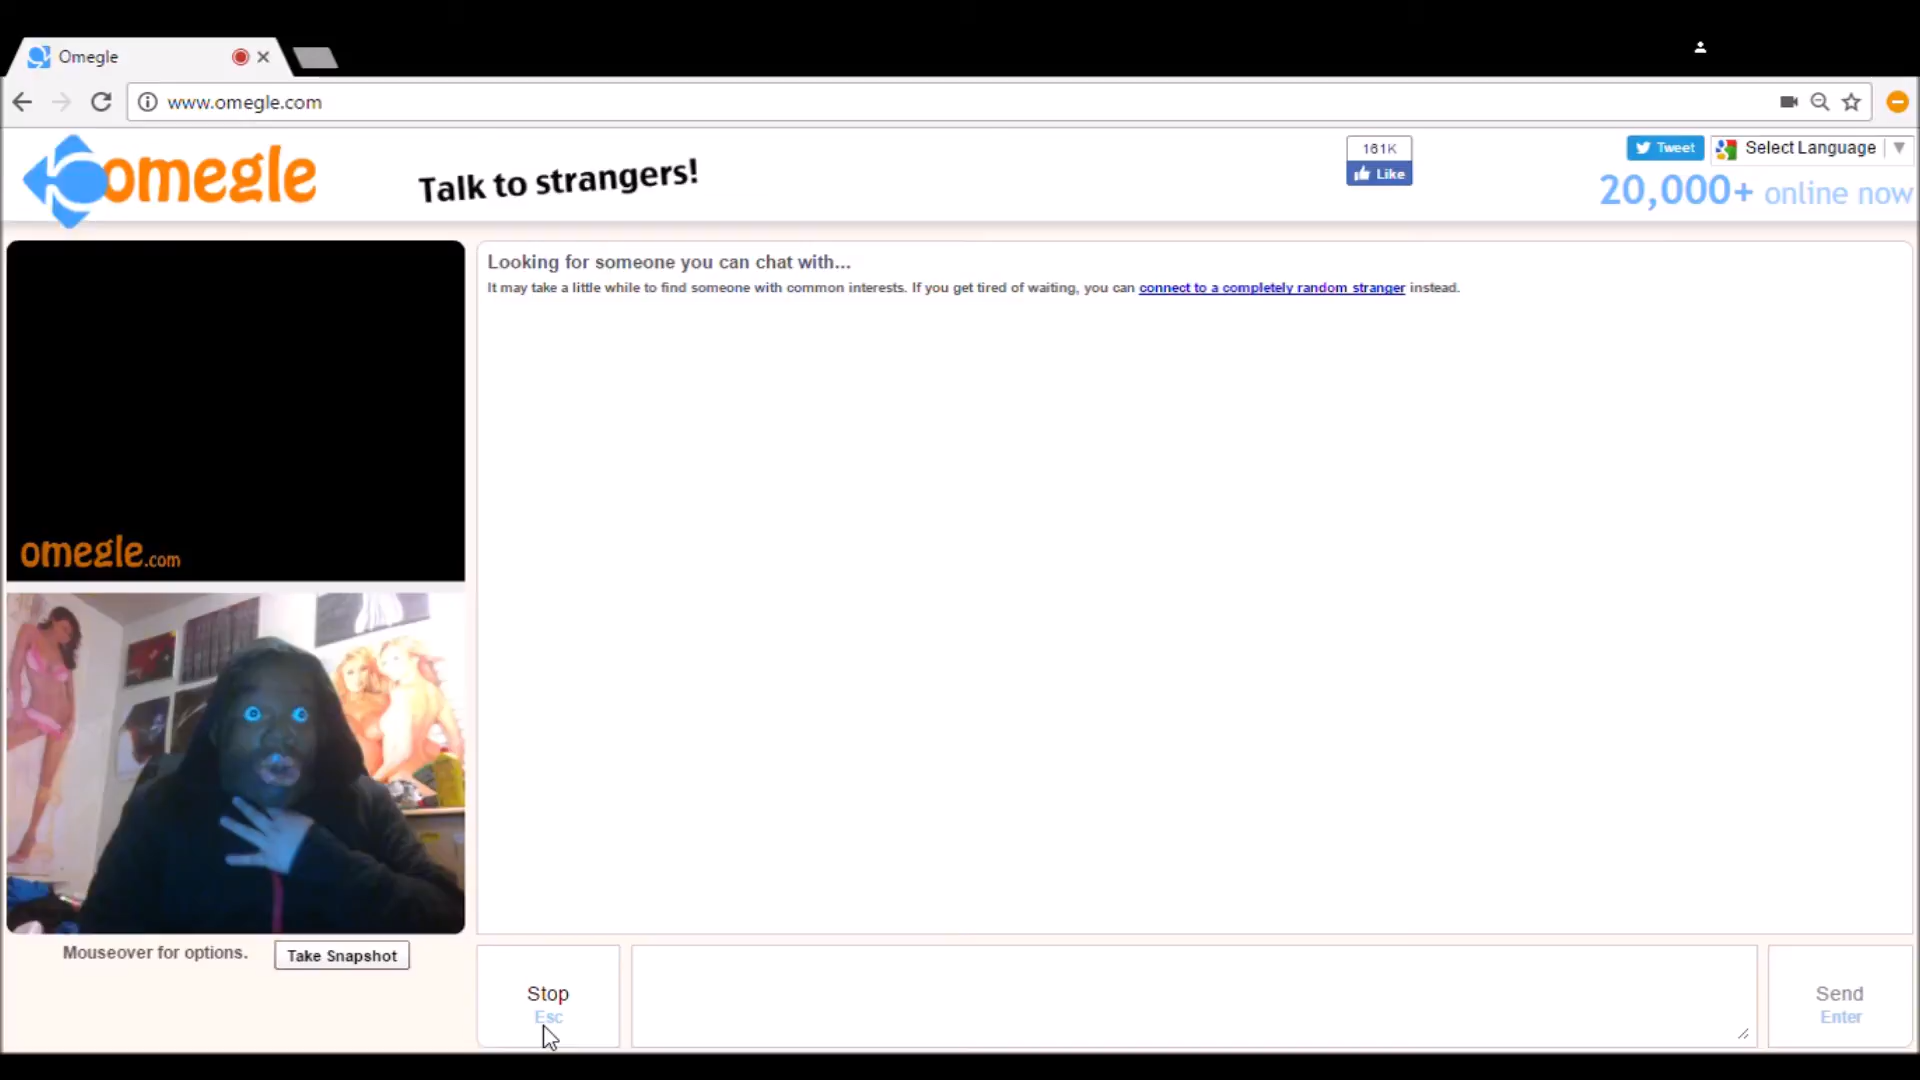 Omegle
www.omegle.com
omegle
Talk to strangers!
161K
Like
Tweet
Select Language
20,000+ online now
Looking for someone you can chat with...
It may take a little while to find someone with common interests. If you get tired of waiting, you can connect to a completely random stranger instead.
omegle.com
Mouseover for options.
Take Snapshot
Stop
Esc
Send
Enter